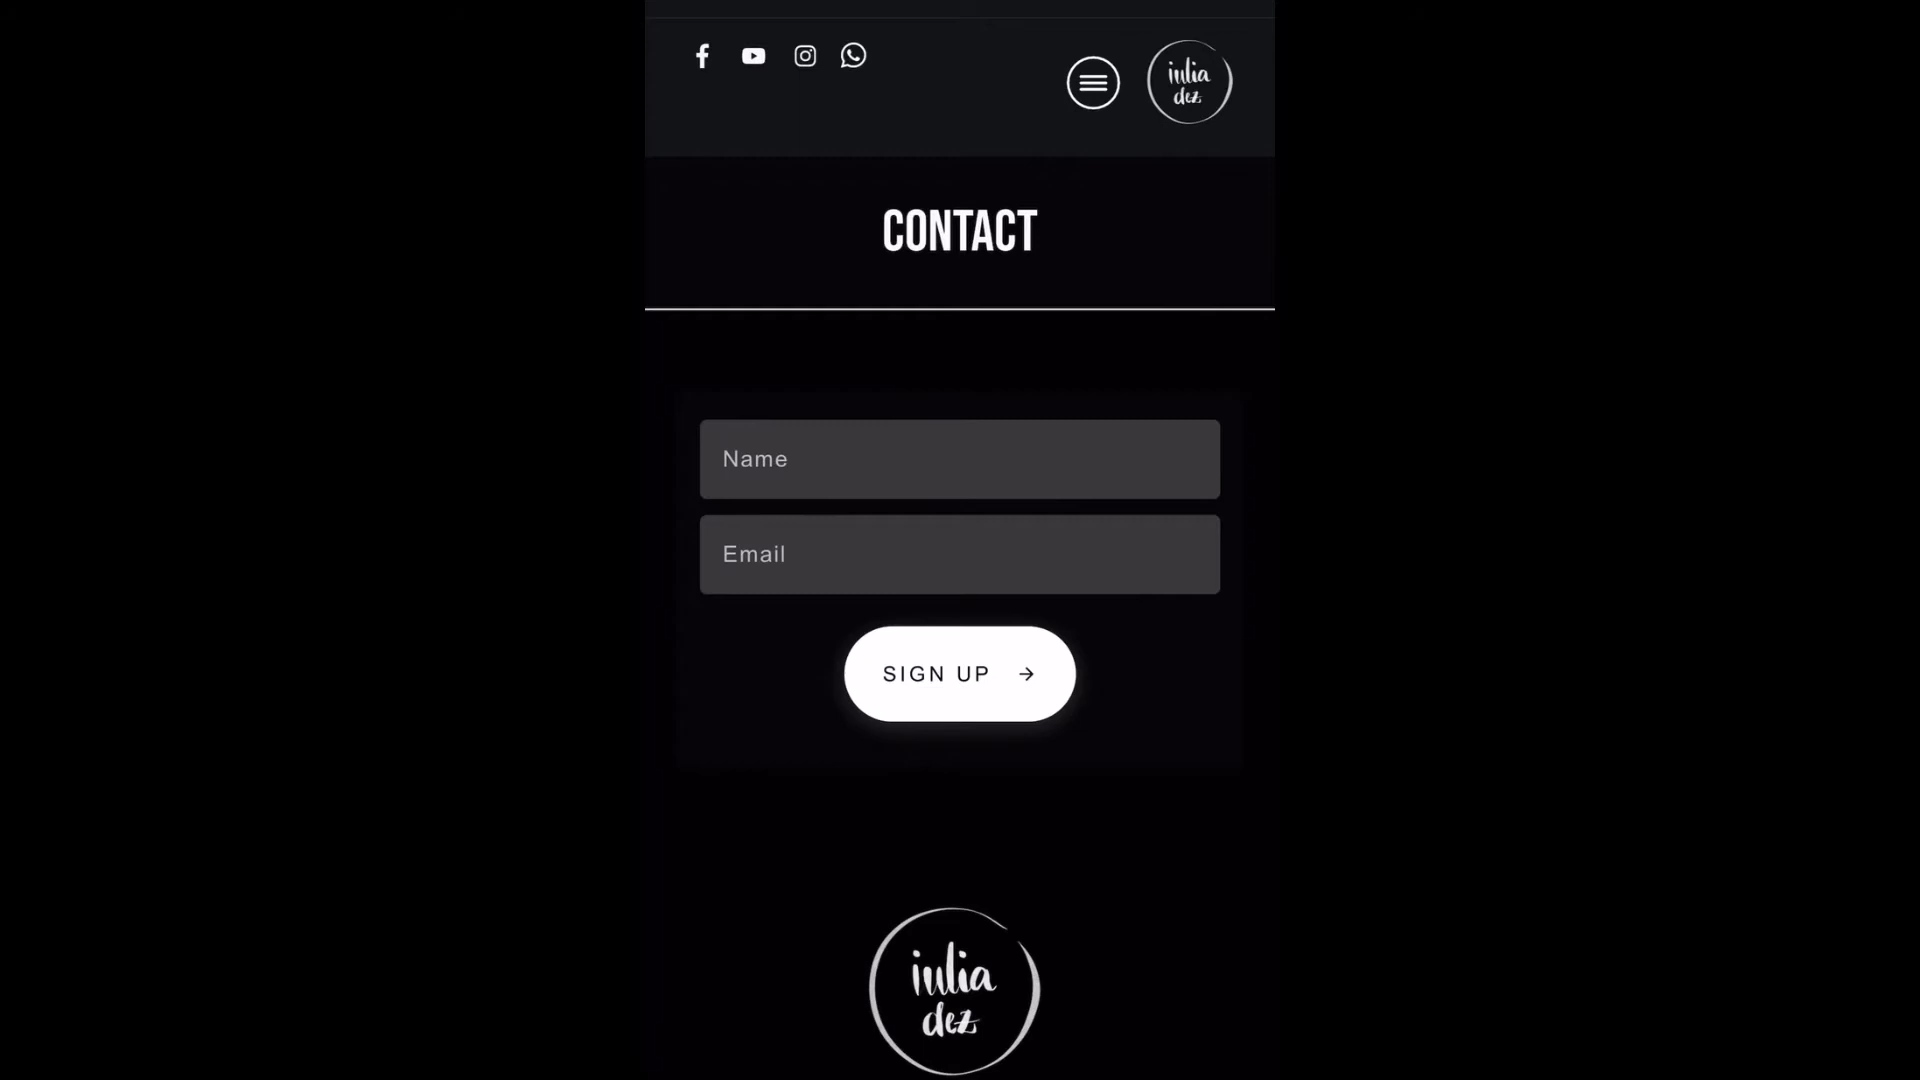 iulia
dez
CONTACT
Name
Email
SIGN UP
iulia
dez